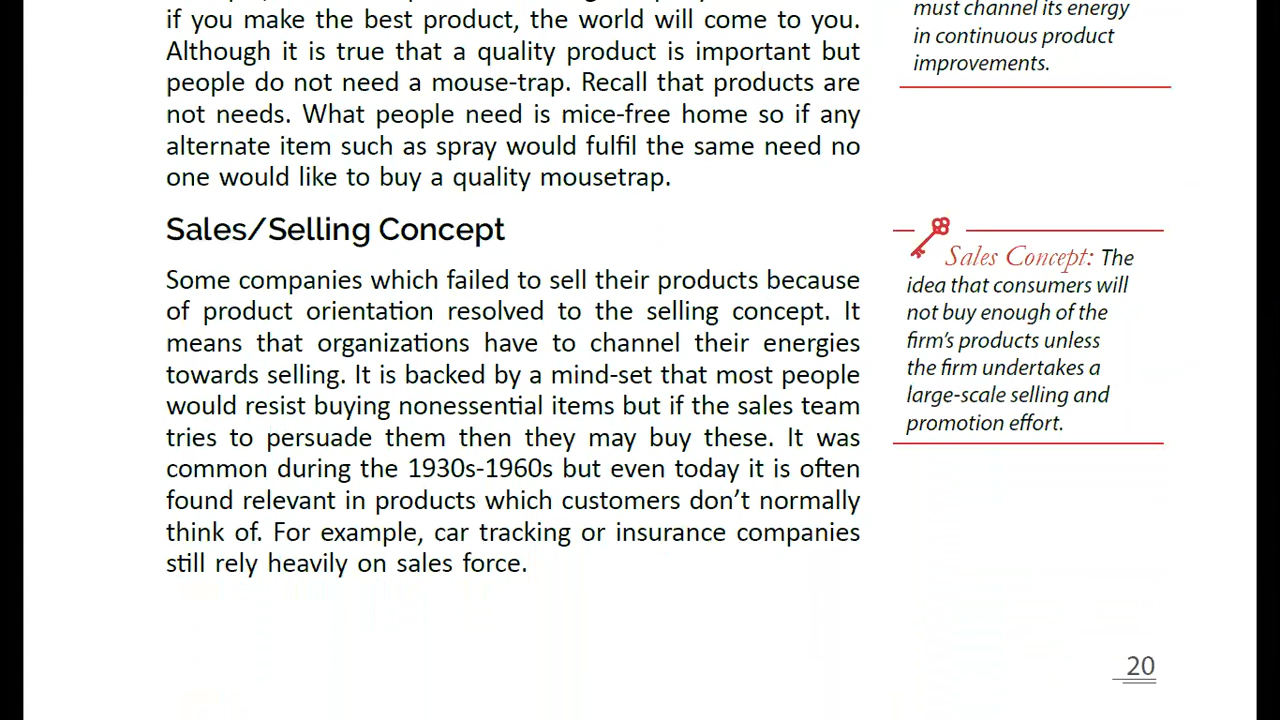 if you make the best product, the world will come to you.
Although it is true that a quality product is important but
people do not need a mouse-trap. Recall that products are
not needs. What people need is mice-free home so if any
alternate item such as spray would fulfil the same need no
one would like to buy a quality mousetrap.
must channel its energy
in continuous product
improvements.
Sales/Selling Concept
Some companies which failed to sell their products because
of product orientation resolved to the selling concept. It
means that organizations have to channel their energies
towards selling. It is backed by a mind-set that most people
would resist buying nonessential items but if the sales team
tries to persuade them then they may buy these. It was
common during the 1930s-1960s but even today it is often
found relevant in products which customers don’t normally
think of. For example, car tracking or insurance companies
still rely heavily on sales force.
Sales Concept: The
idea that consumers will
not buy enough of the
firm’s products unless
the firm undertakes a
large-scale selling and
promotion effort.
20